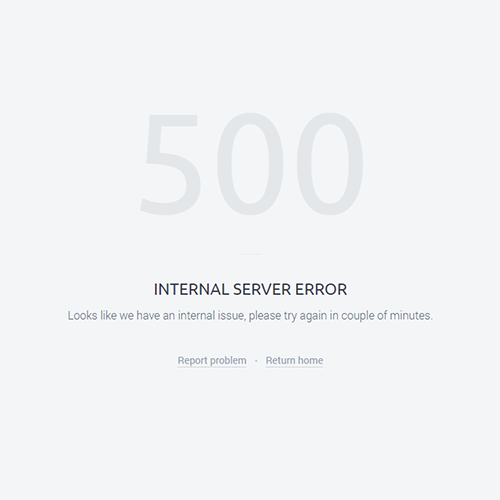 500
INTERNAL SERVER ERROR
Looks like we have an internal issue, please try again in couple of minutes.
Report problem · Return home